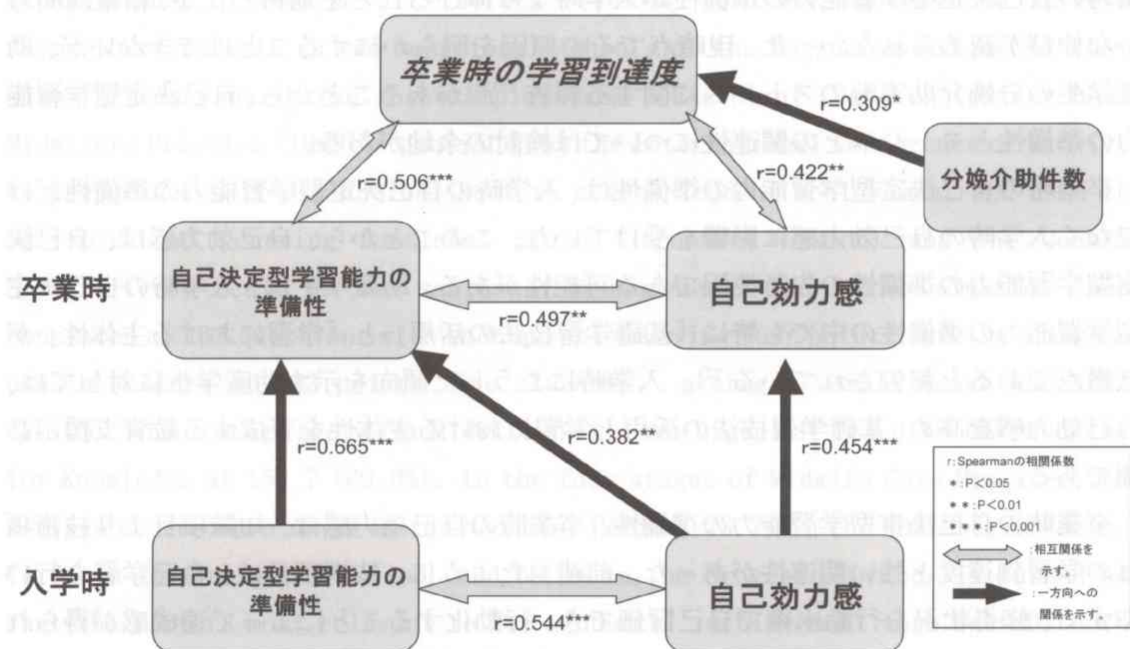 卒業時の学習到達度
r=0.309*
分娩介助件数
r=0.506***
r=0.422**
卒業時
自己決定型学習能力の
準備性
自己効力感
r=0.497**
r=0.665***
r=0.382**
r=0.454***
r:Spearmanの相関係数
*:P<0.05
**:P<0.01
***:P<0.001
:相互関係を
示す。
:一方向への
関係を示す。
入学時
自己決定型学習能力の
準備性
自己効力感
r=0.544***